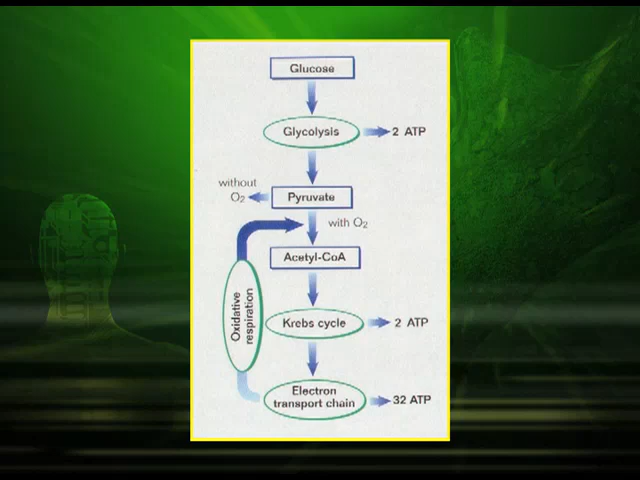 Glucose
Glycolysis
2 ATP
without
O2
Pyruvate
with O2
Acetyl-CoA
Oxidative
respiration
Krebs cycle
2 ATP
Electron
transport chain
32 ATP